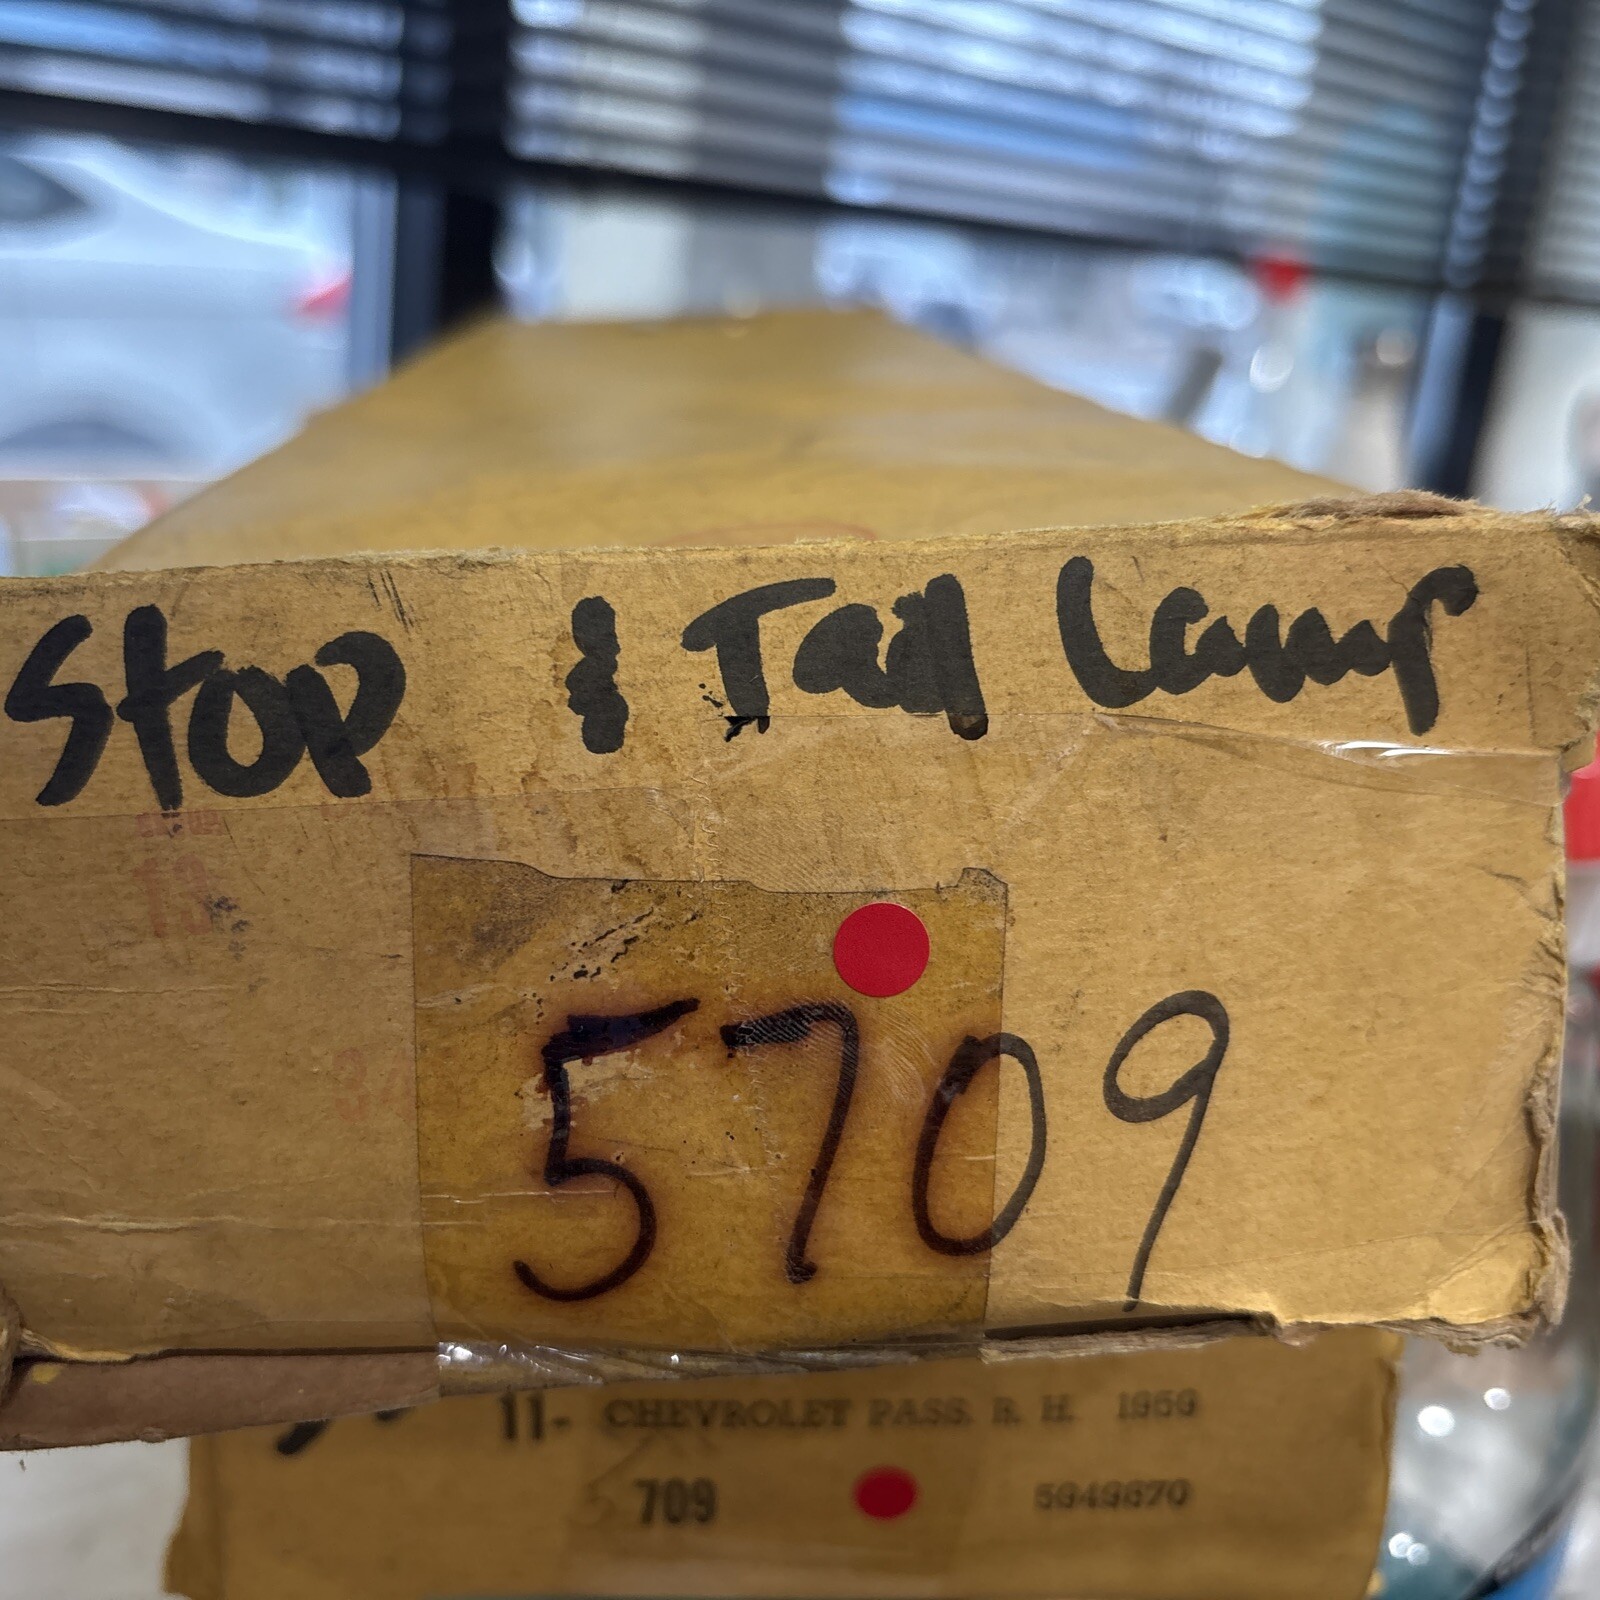 Stop & Tail Lamp
5709
11- CHEVROLET PASS. R. H. 1959
709 5949670